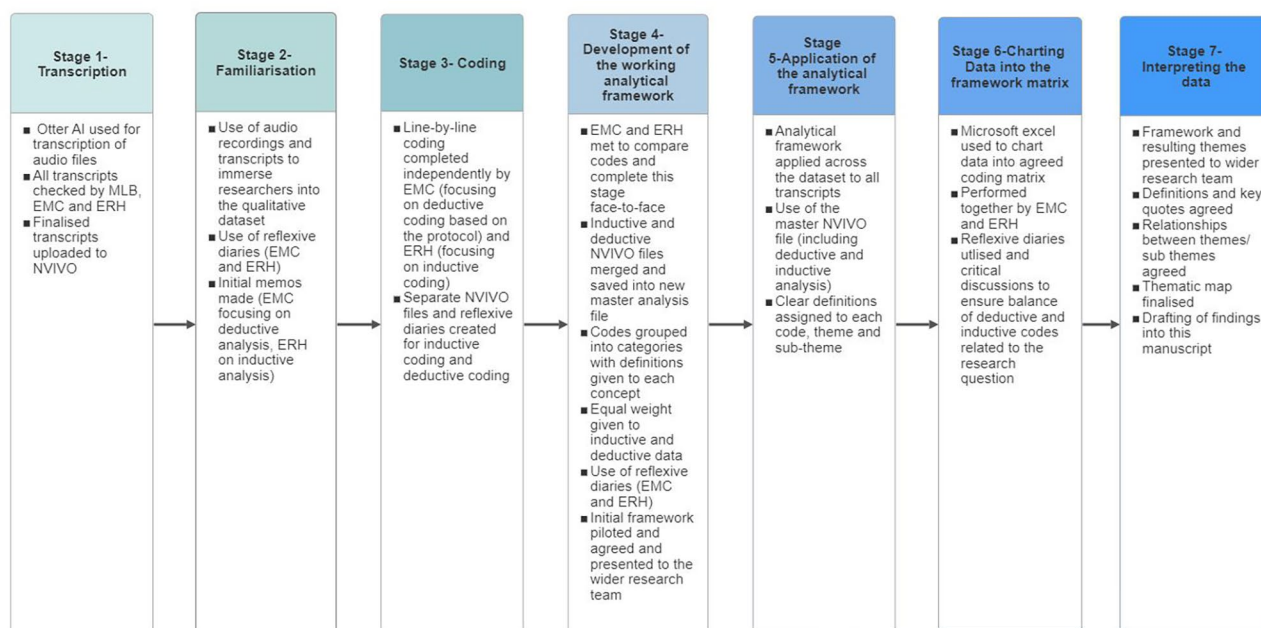 Stage 1-
Transcription
■ Otter AI used for
transcription of
audio files
■ All transcripts
checked by MLB,
EMC and ERH
■ Finalised
transcripts
uploaded to
NVIVO
Stage 2-
Familiarisation
■ Use of audio
recordings and
transcripts to
immerse
researchers into
the qualitative
dataset
■ Use of reflexive
diaries (EMC
and ERH)
■ Initial memos
made (EMC
focusing on
deductive
analysis, ERH
on inductive
analysis)
Stage 3- Coding
■ Line-by-line
coding
completed
independently by
EMC (focusing
on deductive
coding based on
the protocol) and
ERH (focusing
on inductive
coding)
■ Separate NVIVO
files and reflexive
diaries created
for inductive
coding and
deductive coding
Stage 4-
Development of
the working
analytical
framework
■ EMC and ERH
met to compare
codes and
complete this
stage
face-to-face
■ Inductive and
deductive
NVIVO files
merged and
saved into new
master analysis
file
■ Codes grouped
into categories
with definitions
given to each
concept
■ Equal weight
given to
inductive and
deductive data
■ Use of reflexive
diaries (EMC
and ERH)
■ Initial framework
piloted and
agreed and
presented to the
wider research
team
Stage
5-Application of
the analytical
framework
■ Analytical
framework
applied across
the dataset to all
transcripts
■ Use of the
master NVIVO
file (including
deductive and
inductive
analysis)
■ Clear definitions
assigned to each
code, theme and
sub-theme
Stage 6-Charting
Data into the
framework matrix
■ Microsoft excel
used to chart
data into agreed
coding matrix
■ Performed
together by EMC
and ERH
■ Reflexive diaries
utlised and
critical
discussions to
ensure balance
of deductive and
inductive codes
related to the
research
question
Stage 7-
Interpreting the
data
■ Framework and
resulting themes
presented to wider
research team
■ Definitions and key
quotes agreed
■ Relationships
between themes/
sub themes
agreed
■ Thematic map
finalised
■ Drafting of findings
into this
manuscript